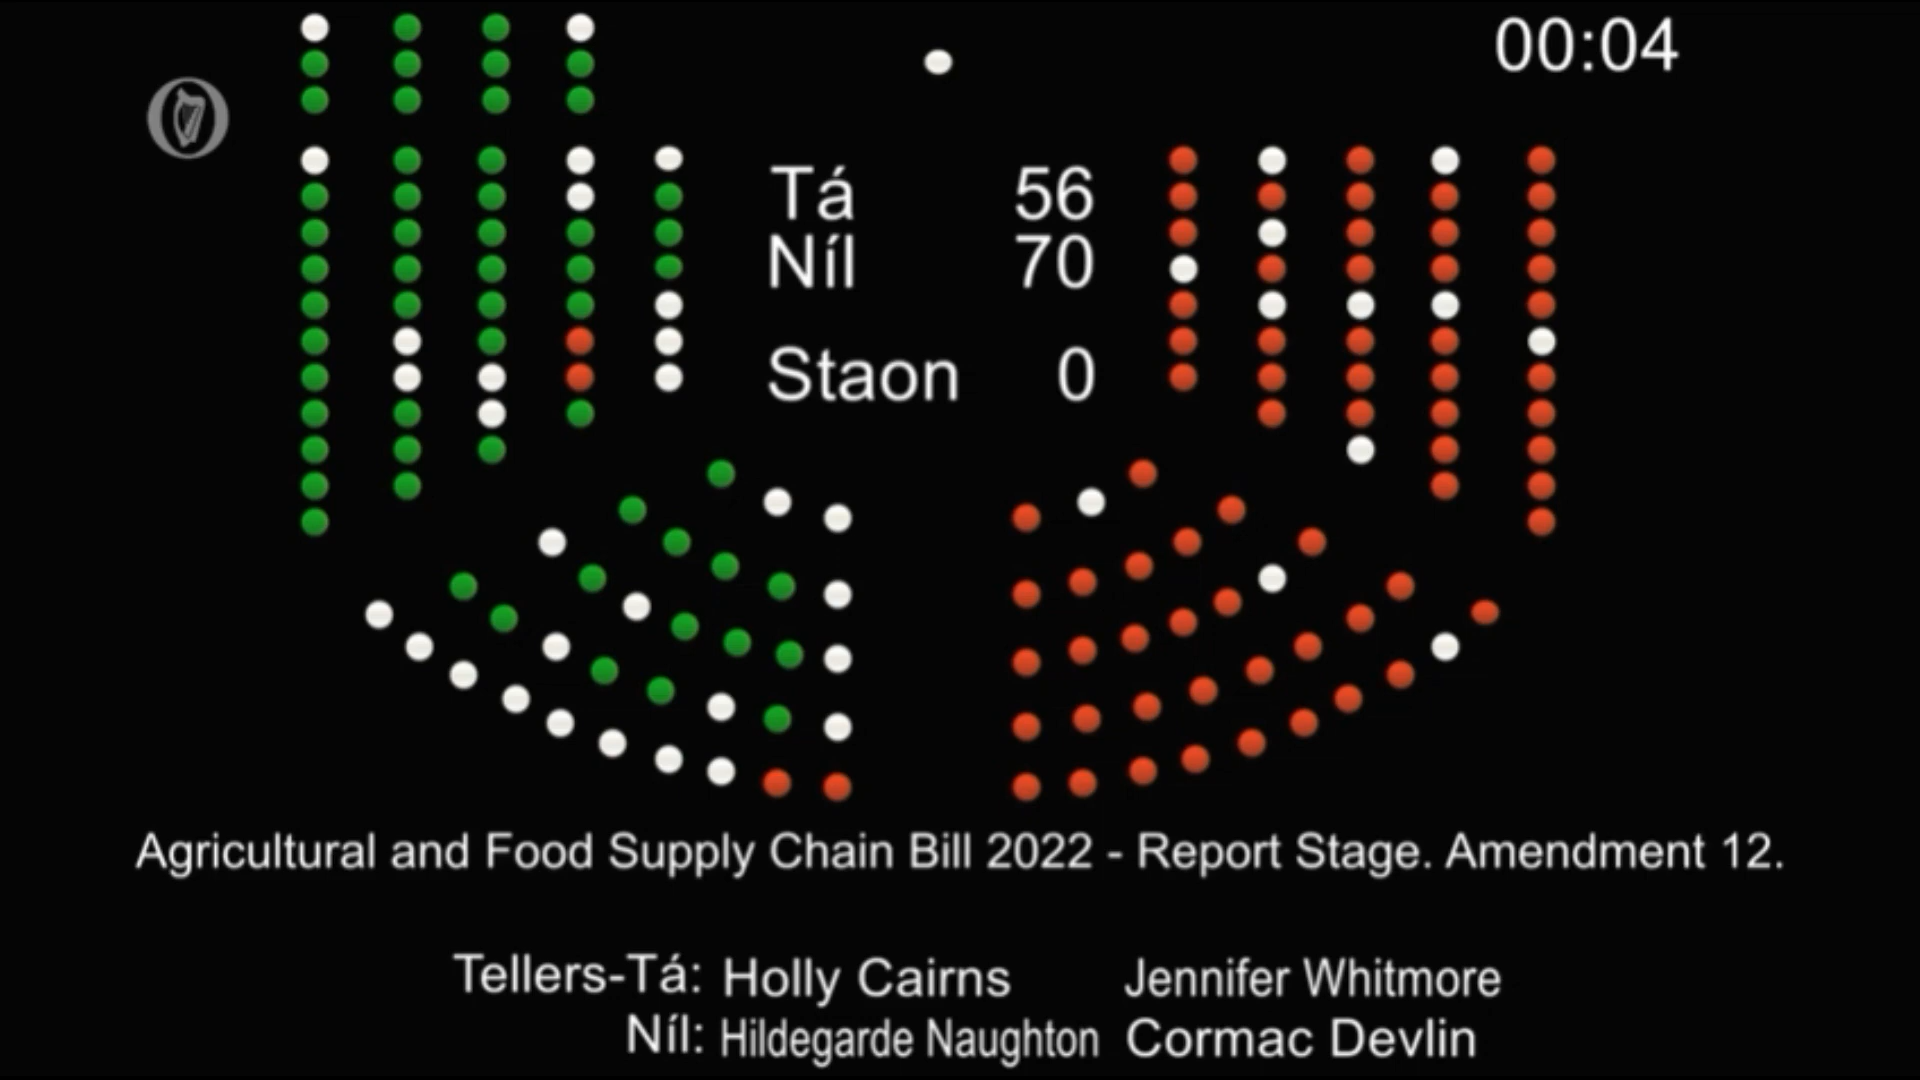 00:04
Tá 56
Níl 70
Staon 0
Agricultural and Food Supply Chain Bill 2022 - Report Stage. Amendment 12.
Tellers-Tá: Holly Cairns Jennifer Whitmore
Níl: Hildegarde Naughton Cormac Devlin